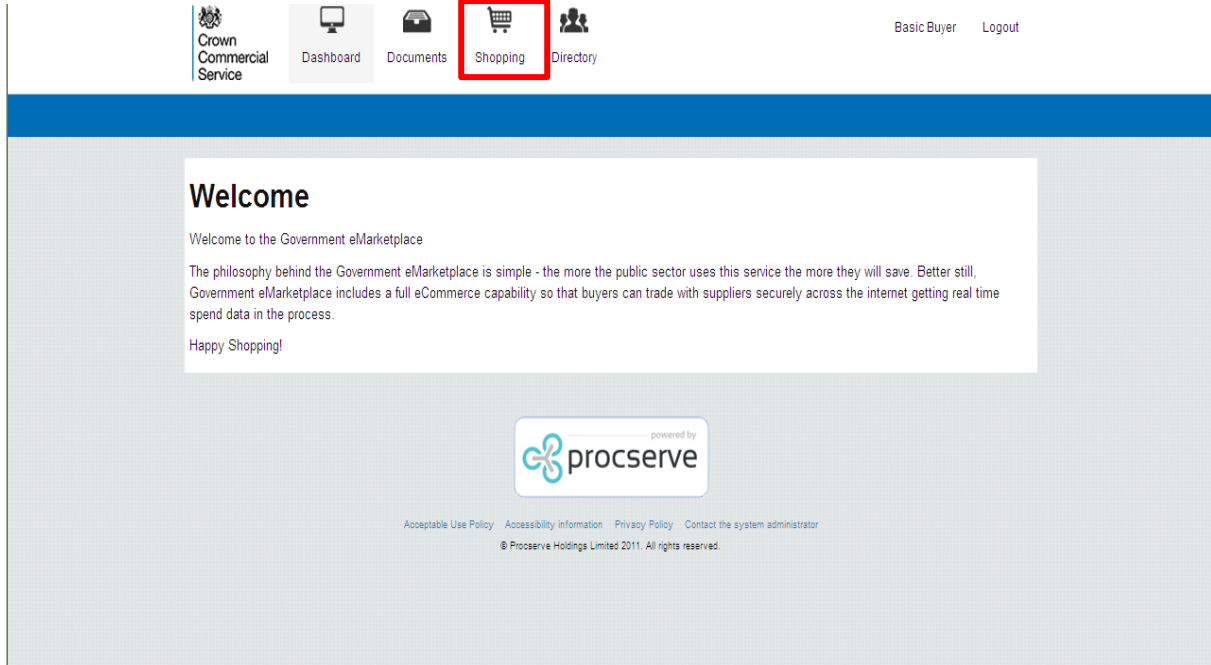 Crown
Commercial
Service
Dashboard
Documents
Shopping
Directory
Basic Buyer
Logout
Welcome
Welcome to the Government eMarketplace
The philosophy behind the Government eMarketplace is simple - the more the public sector uses this service the more they will save. Better still,
Government eMarketplace includes a full eCommerce capability so that buyers can trade with suppliers securely across the internet getting real time
spend data in the process.
Happy Shopping!
powered by
procserve
Acceptable Use Policy Accessibility information Privacy Policy Contact the system administrator
© Procserve Holdings Limited 2011. All rights reserved.